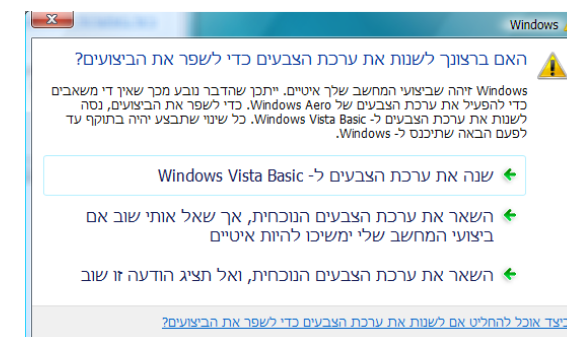 Windows
האם ברצונך לשנות את ערכת הצבעים כדי לשפר את הביצועים?
Windows זיהה שביצועי המחשב שלך איטיים. ייתכן שהדבר נובע מכך שאין די משאבים
כדי להפעיל את ערכת הצבעים של Windows Aero. כדי לשפר את הביצועים, נסה
לשנות את ערכת הצבעים ל- Windows Vista Basic. כל שינוי שתבצע יהיה בתוקף עד
לפעם הבאה שתיכנס ל- Windows.
שנה את ערכת הצבעים ל- Windows Vista Basic
השאר את ערכת הצבעים הנוכחית, אך שאל אותי שוב אם
ביצועי המחשב שלי ימשיכו להיות איטיים
השאר את ערכת הצבעים הנוכחית, ואל תציג הודעה זו שוב
כיצד אוכל להחליט אם לשנות את ערכת הצבעים כדי לשפר את הביצועים?